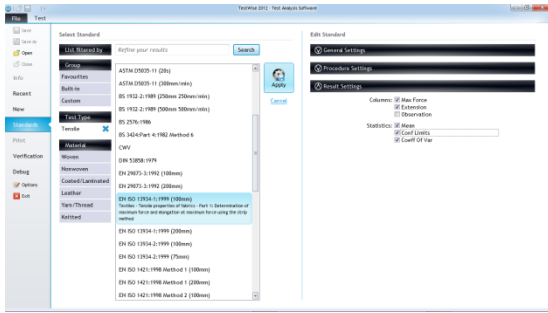 TestWise 2012 - Test Analysis Software
File
Test
Save
Save As
Open
Close
Info
Recent
New
Standards
Print
Verification
Debug
Options
Exit
Select Standard
List filtered by
Refine your results
Search
Group
Favourites
Built-in
Custom
Test Type
Tensile
Material
Woven
Nonwoven
Coated/Laminated
Leather
Yarn/Thread
Knitted
ASTM D5035-11 (20s)
ASTM D5035-11 (300mm/min)
BS 1932-2:1989 (250mm 250mm/min)
BS 1932-2:1989 (500mm 500mm/min)
BS 2576:1986
BS 3424:Part 4:1982 Method 6
CWV
DIN 53858:1979
EN 29073-3:1992 (100mm)
EN 29073-3:1992 (200mm)
EN ISO 13934-1:1999 (100mm)
Textiles - Tensile properties of fabrics - Part 1: Determination of
maximum force and elongation at maximum force using the strip
method
EN ISO 13934-1:1999 (200mm)
EN ISO 13934-2:1999 (100mm)
EN ISO 13934-2:1999 (75mm)
EN ISO 1421:1998 Method 1 (100mm)
EN ISO 1421:1998 Method 1 (200mm)
EN ISO 1421:1998 Method 2 (100mm)
Apply
Cancel
Edit Standard
General Settings
Procedure Settings
Result Settings
Columns: Max Force
Extension
Observation
Statistics: Mean
Conf Limits
Coeff Of Var